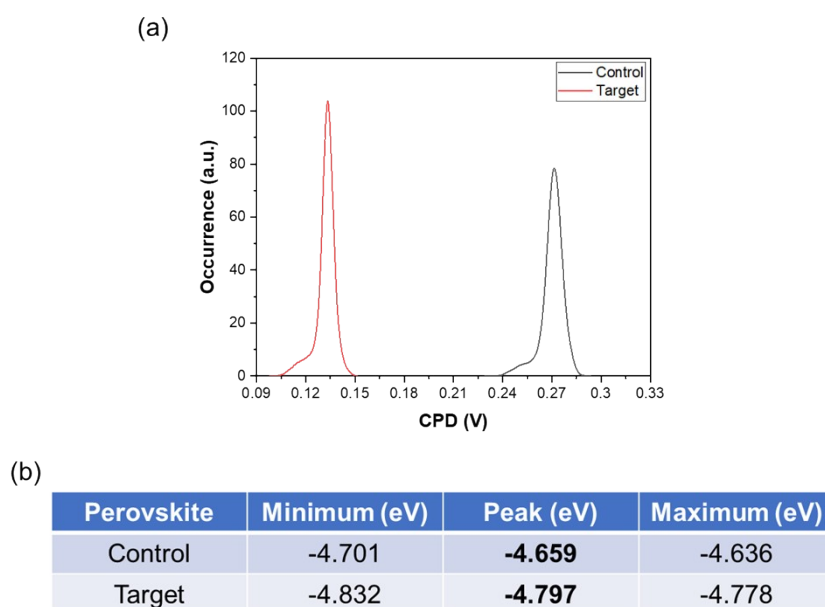 (a)
Control
Target
120
100
80
60
40
20
0
Occurrence (a.u.)
0.09 0.12 0.15 0.18 0.21 0.24 0.27 0.3 0.33
CPD (V)
(b)
Perovskite Minimum (eV) Peak (eV) Maximum (eV)
Control -4.701 -4.659 -4.636
Target -4.832 -4.797 -4.778